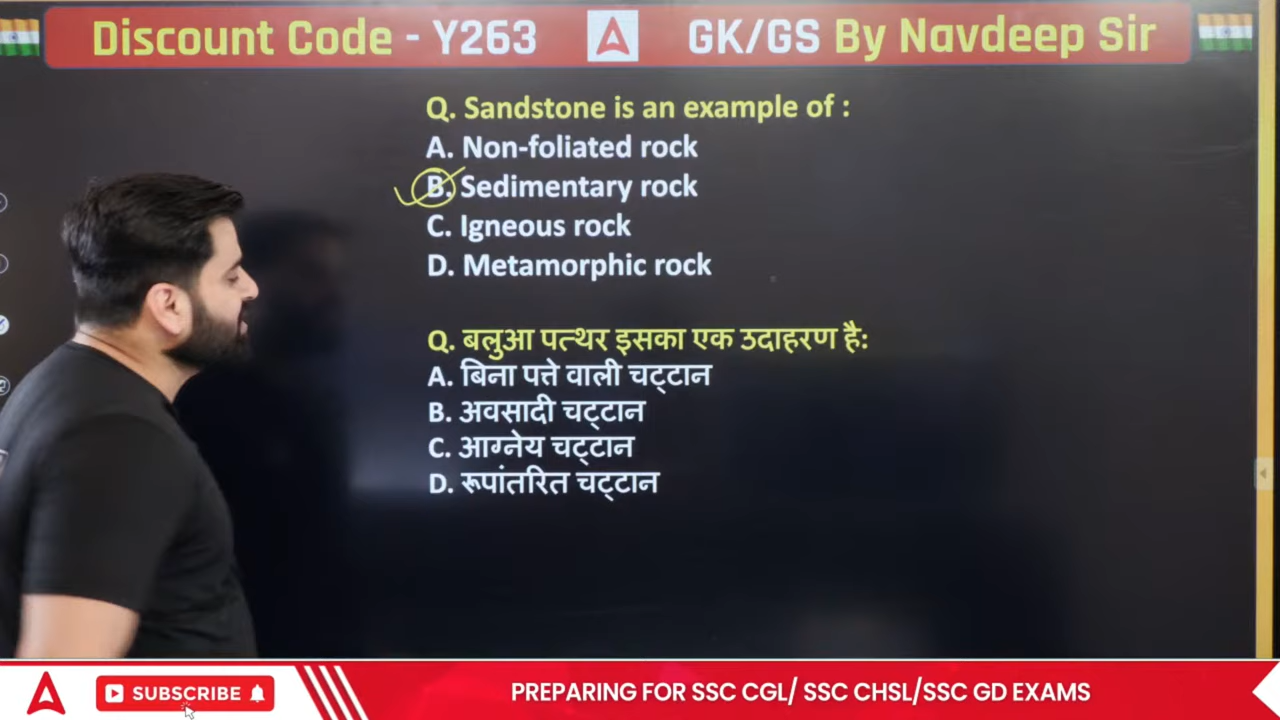 Discount Code - Y263 GK/GS By Navdeep Sir
Q. Sandstone is an example of :
A. Non-foliated rock
B. Sedimentary rock
C. Igneous rock
D. Metamorphic rock
Q. बलुआ पत्थर इसका एक उदाहरण है:
A. बिना पत्ते वाली चट्टान
B. अवसादी चट्टान
C. आग्नेय चट्टान
D. रूपांतरित चट्टान
SUBSCRIBE
PREPARING FOR SSC CGL/ SSC CHSL/SSC GD EXAMS